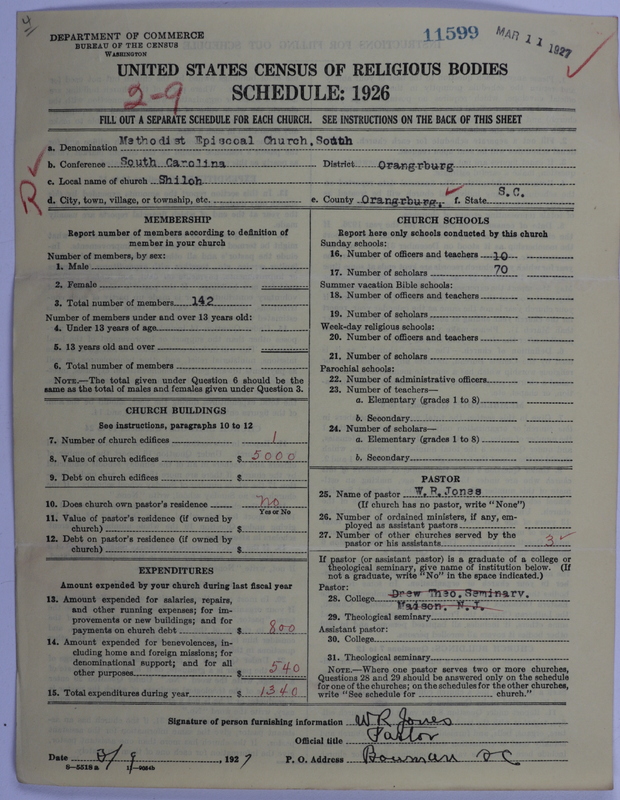 4
DEPARTMENT OF COMMERCE
BUREAU OF THE CENSUS
WASHINGTON
11599
MAR 11 1927
UNITED STATES CENSUS OF RELIGIOUS BODIES
2-9
SCHEDULE: 1926
FILL OUT A SEPARATE SCHEDULE FOR EACH CHURCH. SEE INSTRUCTIONS ON THE BACK OF THIS SHEET
a. Denomination Methodist Episcoal Church, South
b. Conference South Carolina District Orangrburg
c. Local name of church Shiloh
R
d. City, town, village, or township, etc. e. County Orangrburg, f. State S.C.
MEMBERSHIP
Report number of members according to definition of
member in your church
Number of members, by sex:
1. Male
2. Female
3. Total number of members 142
Number of members under and over 13 years old:
4. Under 13 years of age
5. 13 years old and over
6. Total number of members
NOTE.—The total given under Question 6 should be the
same as the total of males and females given under Question 3.
CHURCH BUILDINGS
See instructions, paragraphs 10 to 12
7. Number of church edifices 1
8. Value of church edifices $ 5000
9. Debt on church edifices $
10. Does church own pastor's residence no
Yes or No
11. Value of pastor's residence (if owned by
church) $
12. Debt on pastor's residence (if owned by
church) $
EXPENDITURES
Amount expended by your church during last fiscal year
13. Amount expended for salaries, repairs,
and other running expenses; for im-
provements or new buildings; and for
payments on church debt $ 800
14. Amount expended for benevolences, in-
cluding home and foreign missions; for
denominational support; and for all
other purposes $ 540
15. Total expenditures during year $ 1340
CHURCH SCHOOLS
Report here only schools conducted by this church
Sunday schools:
16. Number of officers and teachers 10
17. Number of scholars 70
Summer vacation Bible schools:
18. Number of officers and teachers
19. Number of scholars
Week-day religious schools:
20. Number of officers and teachers
21. Number of scholars
Parochial schools:
22. Number of administrative officers
23. Number of teachers—
a. Elementary (grades 1 to 8)
b. Secondary
24. Number of scholars—
a. Elementary (grades 1 to 8)
b. Secondary
PASTOR
25. Name of pastor W.R.Jones
(If church has no pastor, write "None")
26. Number of ordained ministers, if any, em-
ployed as assistant pastors
27. Number of other churches served by the
pastor or his assistants 3
If pastor (or assistant pastor) is a graduate of a college or
theological seminary, give name of institution below. (If
not a graduate, write "No" in the space indicated.)
Pastor:
28. College Drew Theo. Seminary.
Madson. N.J.
29. Theological seminary
Assistant pastor:
30. College
31. Theological seminary
NOTE.—Where one pastor serves two or more churches,
Questions 28 and 29 should be answered only on the schedule
for one of the churches; on the schedules for the other churches,
write "See schedule for church."
Signature of person furnishing information WR Jones
Official title Pastor
Date 3/9, 1927 P. O. Address Bowman SC
8-5518a